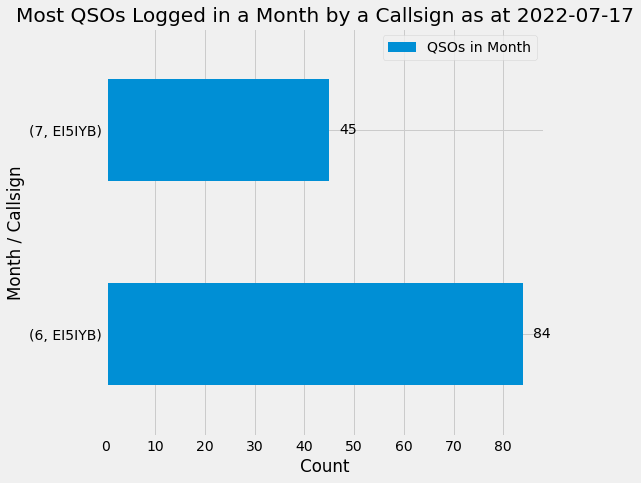 Most QSOs Logged in a Month by a Callsign as at 2022-07-17
QSOs in Month
(7, EI5IYB)
45
Month / Callsign
(6, EI5IYB)
84
0 10 20 30 40 50 60 70 80
Count